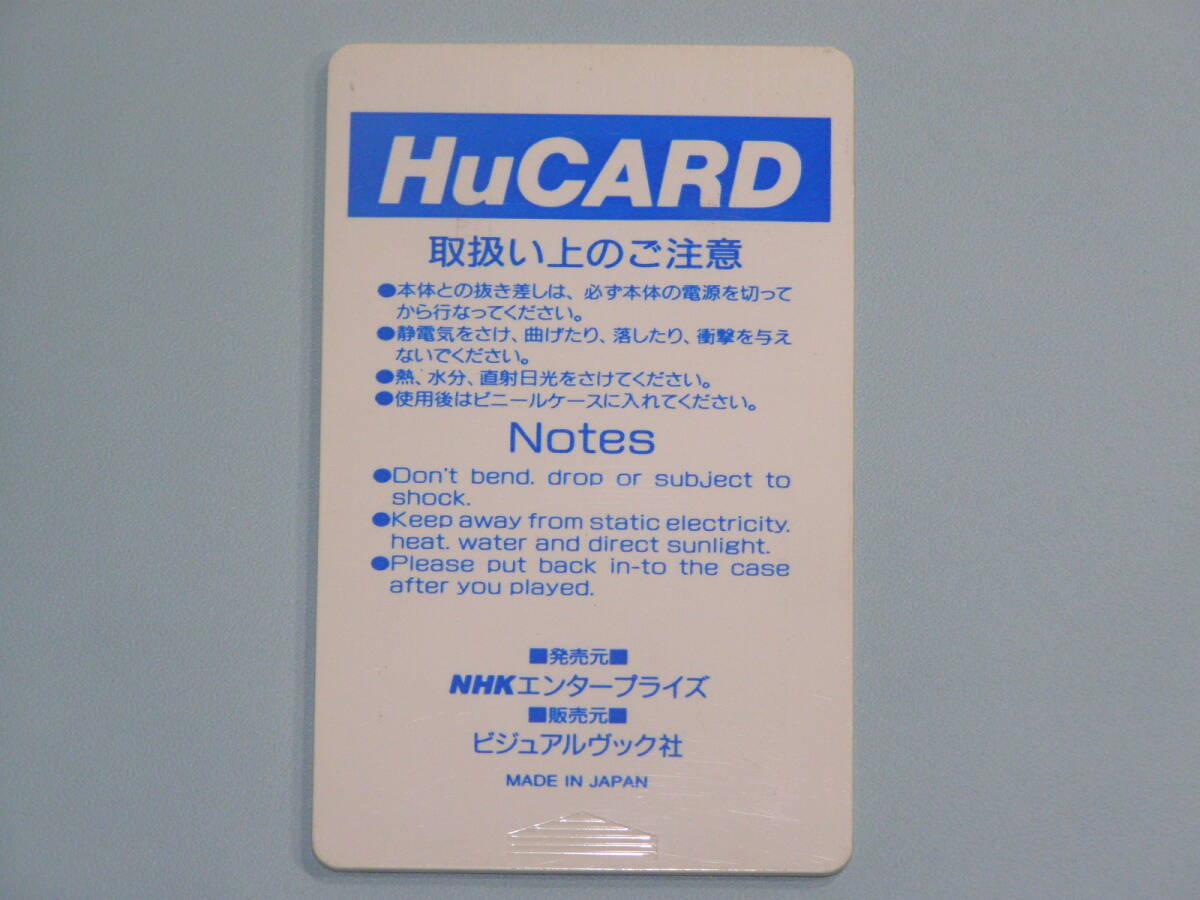 HuCARD
取扱い上のご注意
●本体との抜き差しは、必ず本体の電源を切って
から行なってください。
●静電気をさけ、曲げたり、落したり、衝撃を与え
ないでください。
●熱、水分、直射日光をさけてください。
●使用後はビニールケースに入れてください。
Notes
●Don't bend. drop or subject to
shock.
●Keep away from static electricity.
heat. water and direct sunlight.
●Please put back in-to the case
after you played.
■発売元■
NHKエンタープライズ
■販売元■
ビジュアルヴック社
MADE IN JAPAN